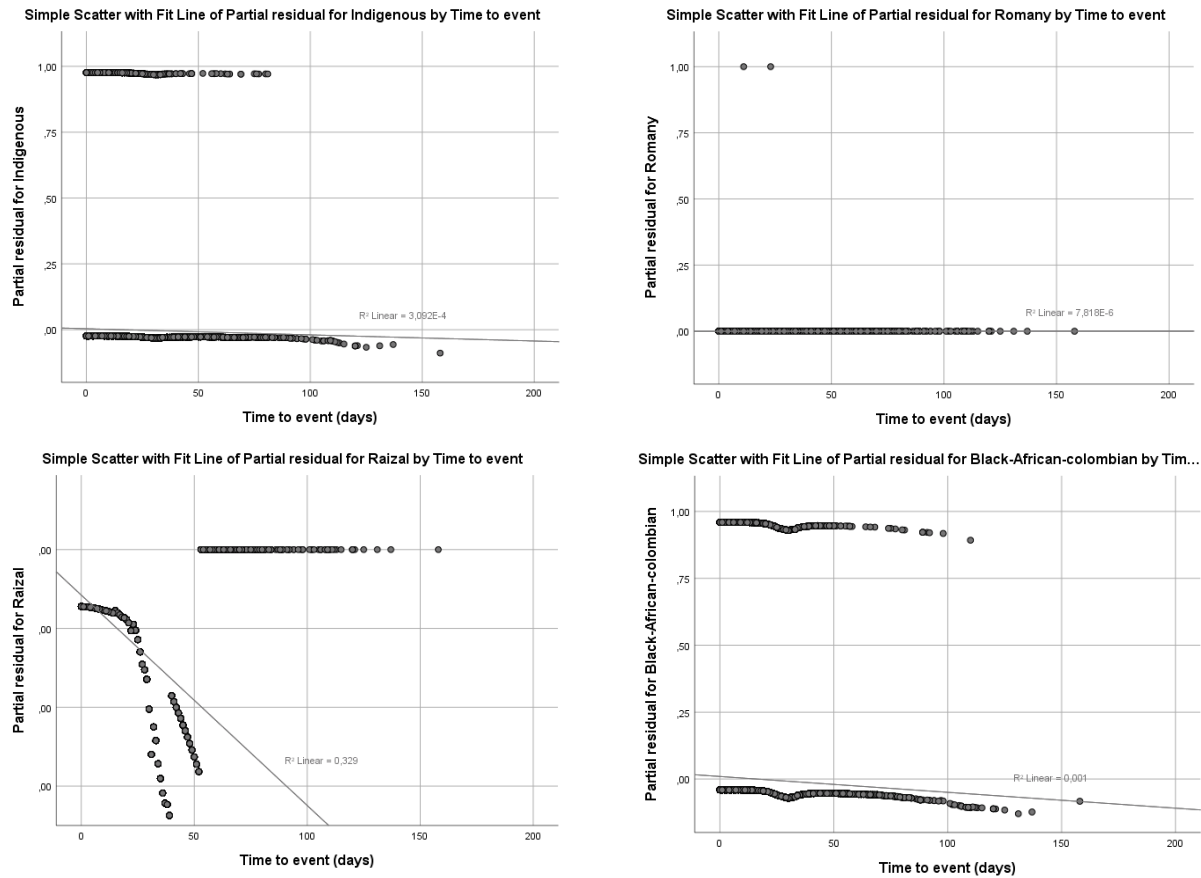 Simple Scatter with Fit Line of Partial residual for Indigenous by Time to event
Partial residual for Indigenous
1,00
,75
,50
,25
,00
R² Linear = 3,092E-4
0 50 100 150 200
Time to event (days)
Simple Scatter with Fit Line of Partial residual for Romany by Time to event
Partial residual for Romany
1,00
,75
,50
,25
,00
R² Linear = 7,818E-6
0 50 100 150 200
Time to event (days)
Simple Scatter with Fit Line of Partial residual for Raizal by Time to event
Partial residual for Raizal
,00
,00
,00
,00
R² Linear = 0,329
0 50 100 150 200
Time to event (days)
Simple Scatter with Fit Line of Partial residual for Black-African-colombian by Tim...
Partial residual for Black-African-colombian
1,00
,75
,50
,25
,00
R² Linear = 0,001
0 50 100 150 200
Time to event (days)